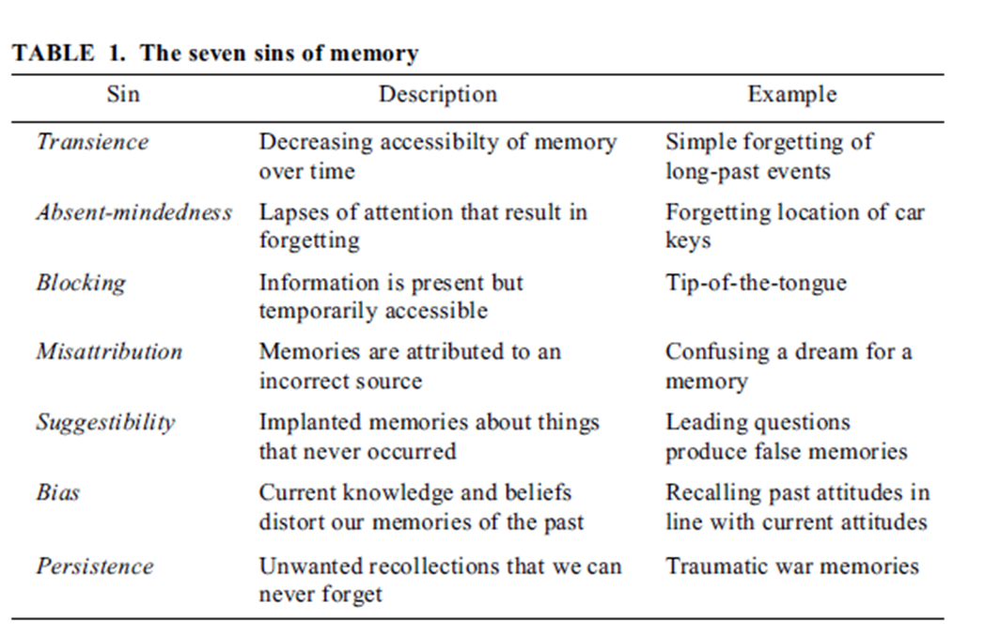 TABLE 1. The seven sins of memory
Sin Description Example
Transience Decreasing accessibilty of memory Simple forgetting of
over time long-past events
Absent-mindedness Lapses of attention that result in Forgetting location of car
forgetting keys
Blocking Information is present but Tip-of-the-tongue
temporarily accessible
Misattribution Memories are attributed to an Confusing a dream for a
incorrect source memory
Suggestibility Implanted memories about things Leading questions
that never occurred produce false memories
Bias Current knowledge and beliefs Recalling past attitudes in
distort our memories of the past line with current attitudes
Persistence Unwanted recollections that we can Traumatic war memories
never forget